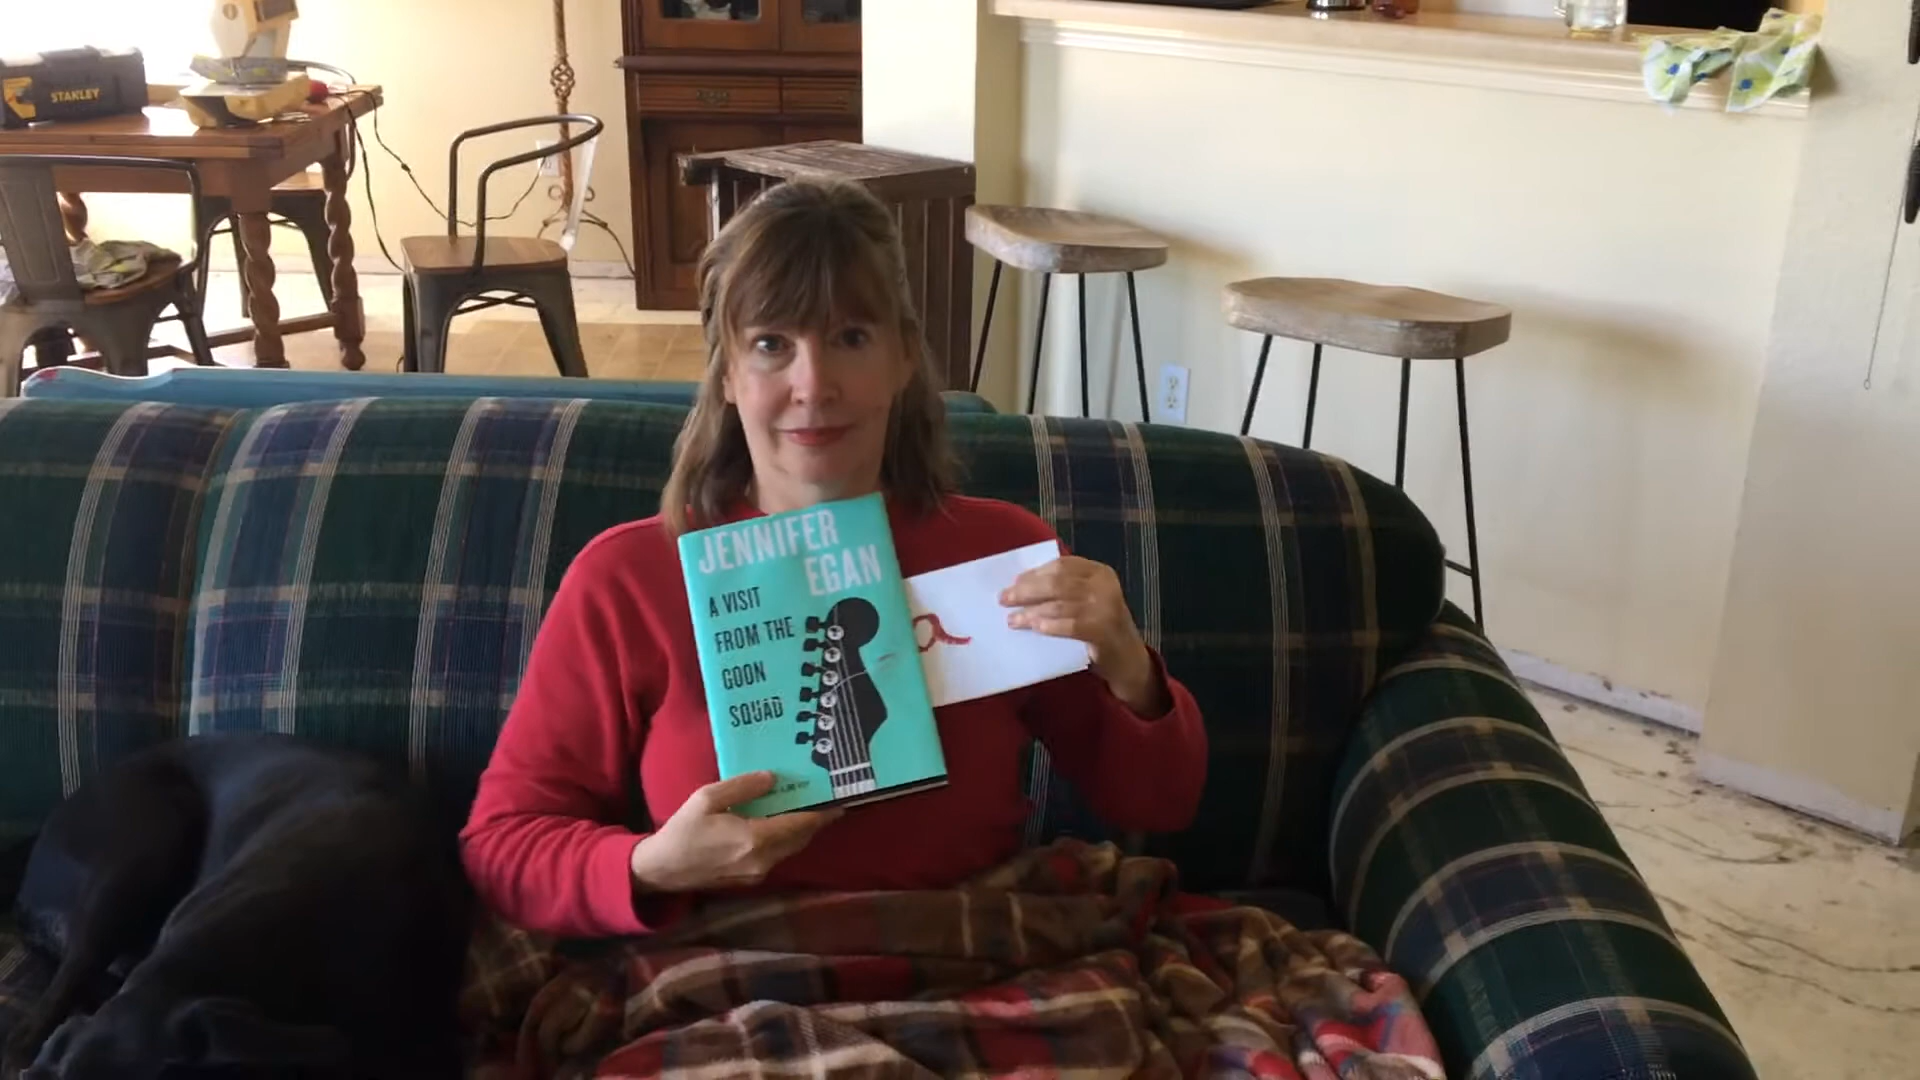 STANLEY
JENNIFER
EGAN
A VISIT
FROM THE
GOON
SQUAD
a